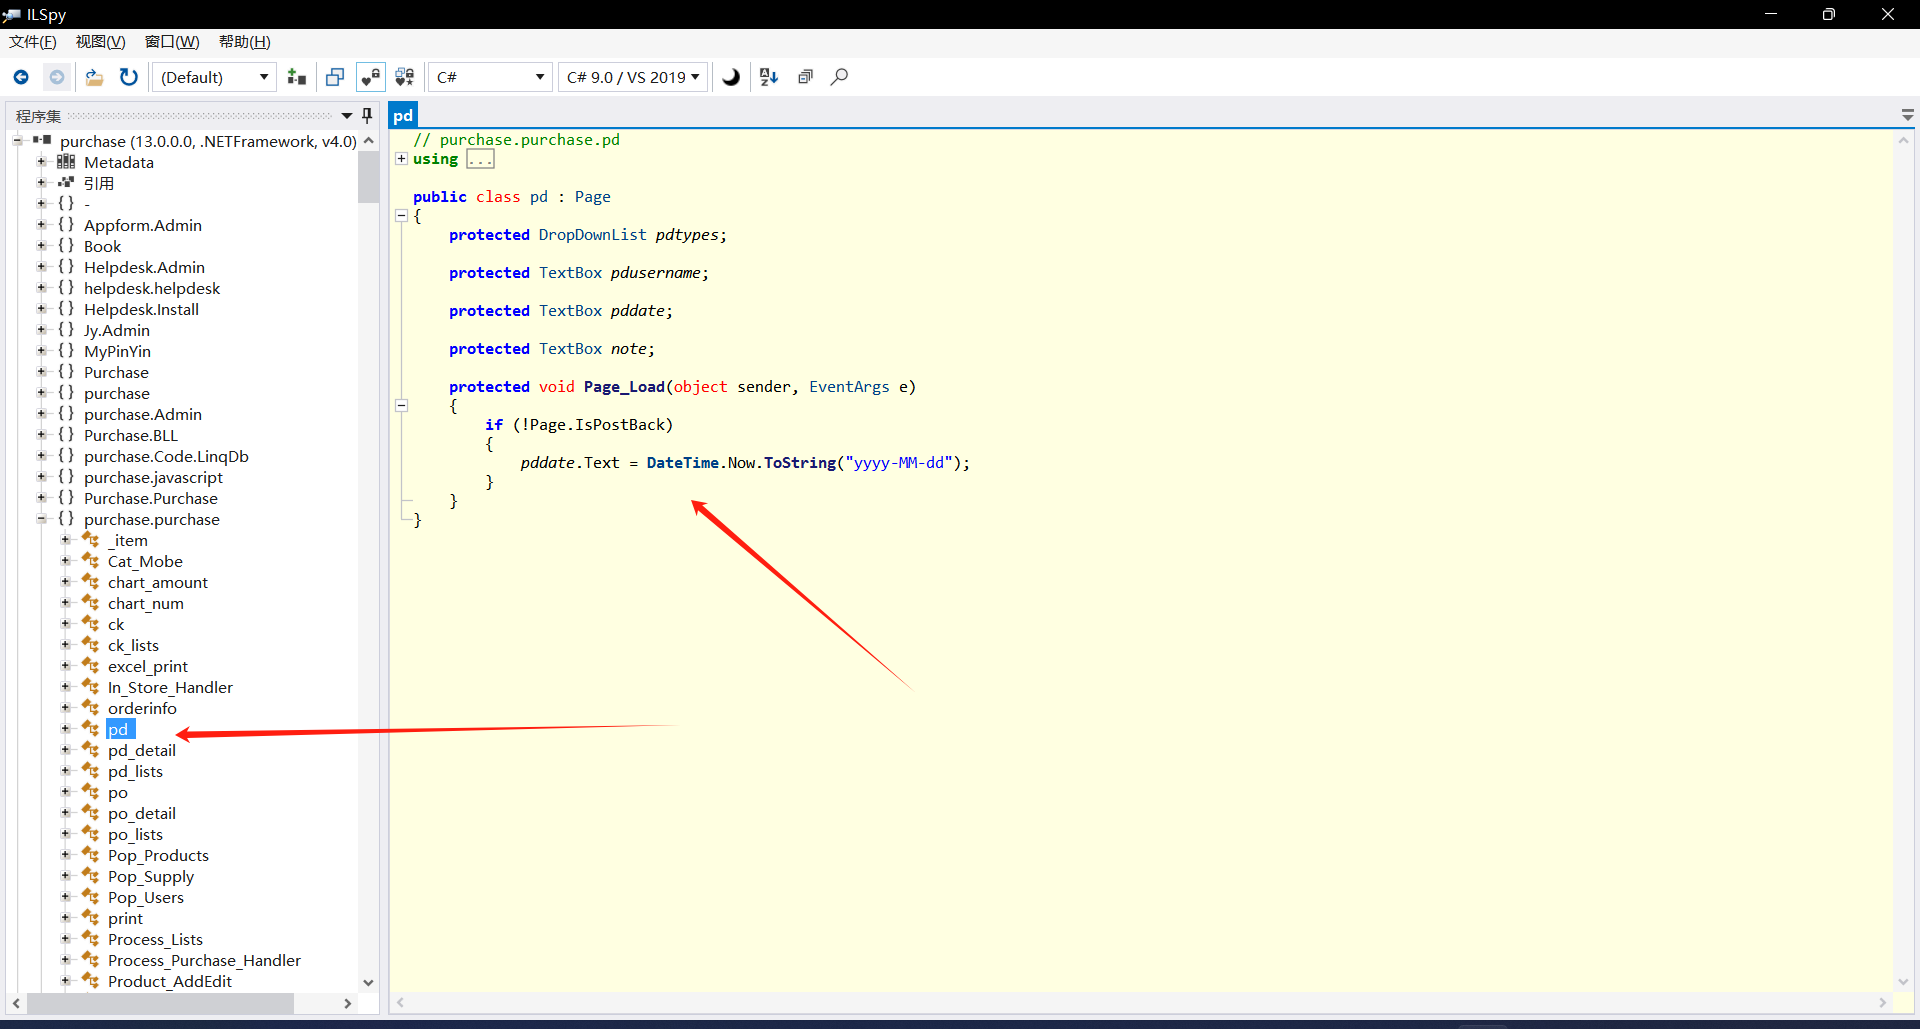 ILSpy
文件(F) 视图(V) 窗口(W) 帮助(H)
(Default) C# C# 9.0 / VS 2019
程序集
purchase (13.0.0.0, .NETFramework, v4.0)
Metadata
引用
{ } -
{ } Appform.Admin
{ } Book
{ } Helpdesk.Admin
{ } helpdesk.helpdesk
{ } Helpdesk.Install
{ } Jy.Admin
{ } MyPinYin
{ } Purchase
{ } purchase
{ } purchase.Admin
{ } Purchase.BLL
{ } purchase.Code.LinqDb
{ } purchase.javascript
{ } Purchase.Purchase
{ } purchase.purchase
_item
Cat_Mobe
chart_amount
chart_num
ck
ck_lists
excel_print
In_Store_Handler
orderinfo
pd
pd_detail
pd_lists
po
po_detail
po_lists
Pop_Products
Pop_Supply
Pop_Users
print
Process_Lists
Process_Purchase_Handler
Product_AddEdit
pd
// purchase.purchase.pd
using ...
public class pd : Page
{
protected DropDownList pdtypes;
protected TextBox pdusername;
protected TextBox pddate;
protected TextBox note;
protected void Page_Load(object sender, EventArgs e)
{
if (!Page.IsPostBack)
{
pddate.Text = DateTime.Now.ToString("yyyy-MM-dd");
}
}
}